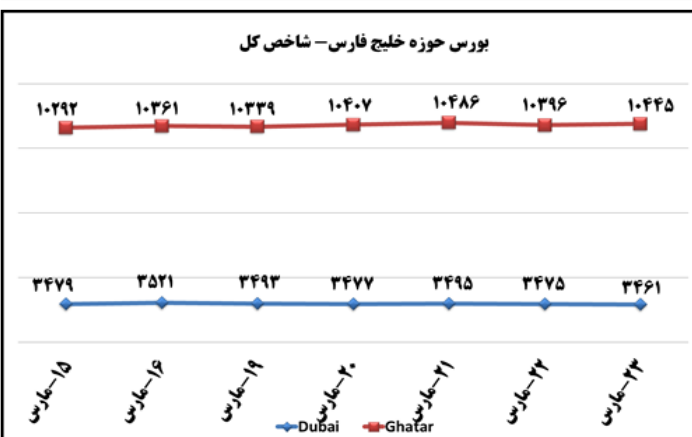 بورس حوزه خلیج فارس– شاخص کل
۱۰۲۹۲ ۱۰۳۶۱ ۱۰۳۳۹ ۱۰۴۰۷ ۱۰۴۸۶ ۱۰۳۹۶ ۱۰۴۴۵
۳۴۷۹ ۳۵۲۱ ۳۴۹۳ ۳۴۷۷ ۳۴۹۵ ۳۴۷۵ ۳۴۶۱
۱۵-مارس ۱۶-مارس ۱۹-مارس ۲۰-مارس ۲۱-مارس ۲۲-مارس ۲۳-مارس
Dubai Ghatar